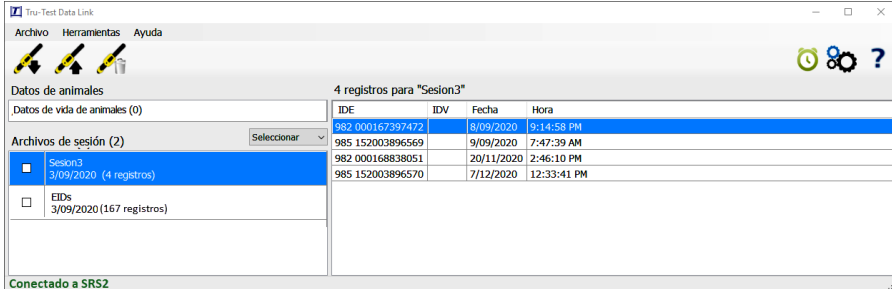 Tru-Test Data Link
Archivo Herramientas Ayuda
Datos de animales
Datos de vida de animales (0)
Archivos de sesión (2)
Seleccionar
Sesion3
3/09/2020 (4 registros)
EIDs
3/09/2020 (167 registros)
4 registros para "Sesion3"
IDE IDV Fecha Hora
982 000167397472 8/09/2020 9:14:58 PM
985 152003896569 9/09/2020 7:47:39 AM
982 000168838051 20/11/2020 2:46:10 PM
985 152003896570 7/12/2020 12:33:41 PM
Conectado a SRS2